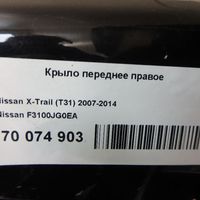 Крыло переднее правое
Nissan X-Trail (T31) 2007-2014
Nissan F3100JG0EA
70 074 903